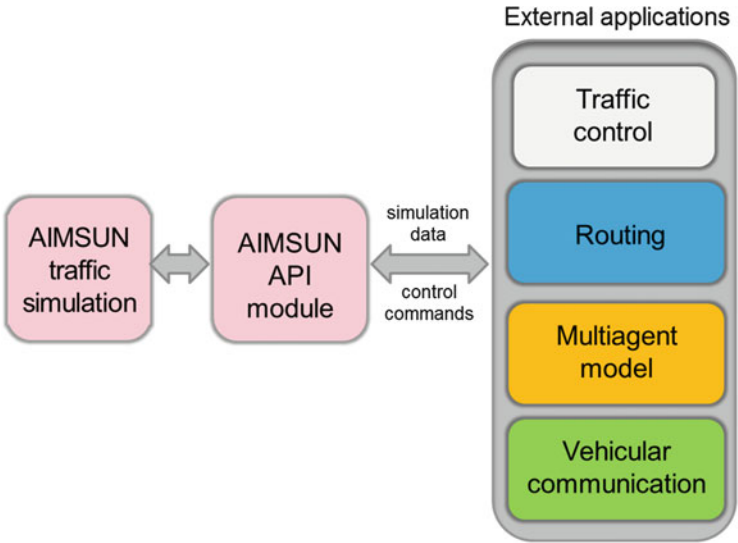 External applications
Traffic
control
AIMSUN
traffic
simulation
AIMSUN
API
module
simulation
data
control
commands
Routing
Multiagent
model
Vehicular
communication